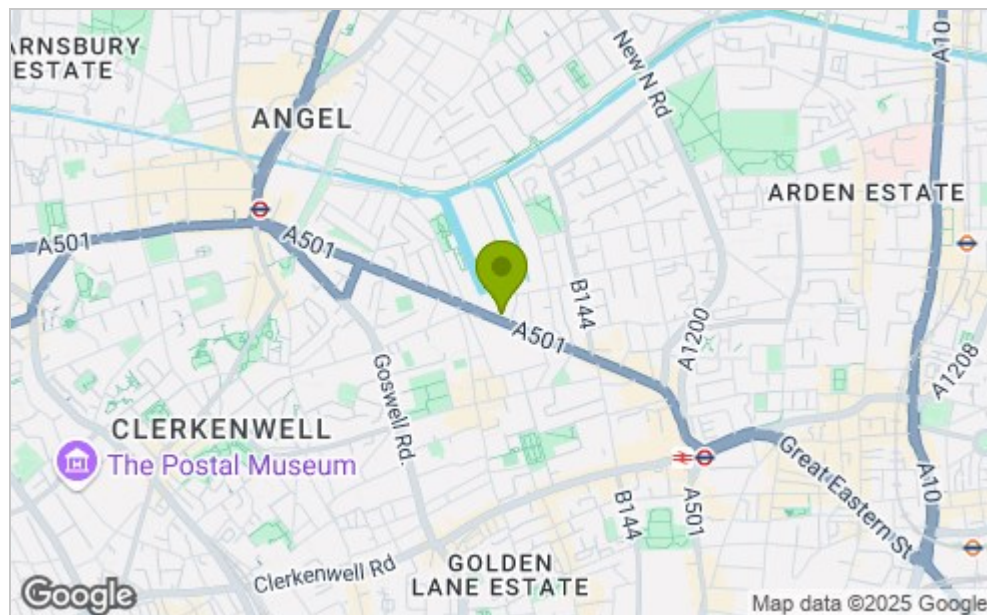 ARNSBURY
ESTATE
ANGEL
New N Rd
A10
ARDEN ESTATE
A501
A501
B144
A501
A1200
A1208
Goswell Rd.
CLERKENWELL
The Postal Museum
Great Eastern St
A10
B144
A501
Clerkenwell Rd
GOLDEN
LANE ESTATE
Google
Map data ©2025 Google